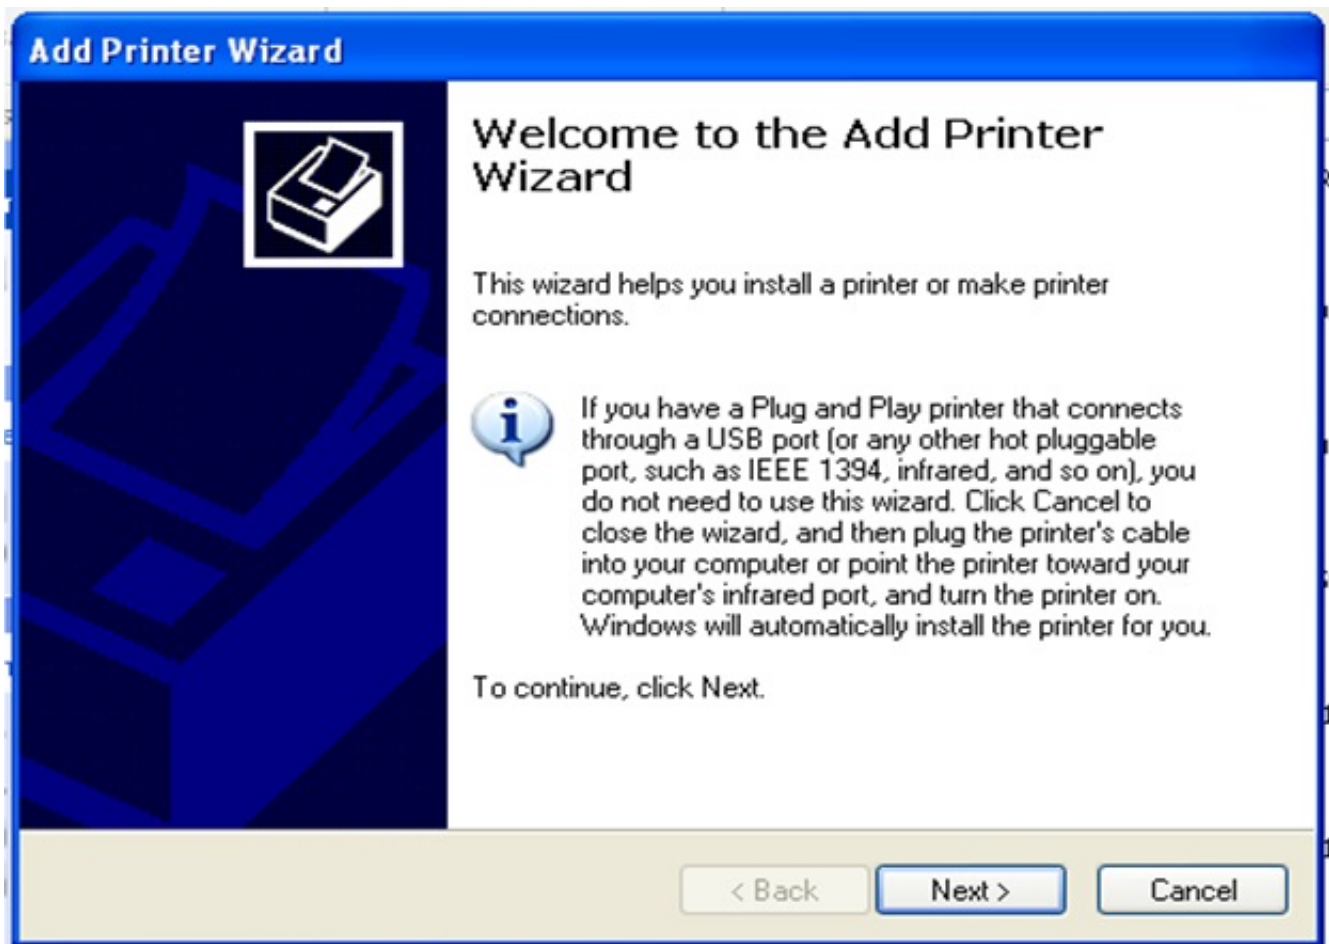 Add Printer Wizard
Welcome to the Add Printer
Wizard
This wizard helps you install a printer or make printer
connections.
If you have a Plug and Play printer that connects
through a USB port (or any other hot pluggable
port, such as IEEE 1394, infrared, and so on), you
do not need to use this wizard. Click Cancel to
close the wizard, and then plug the printer's cable
into your computer or point the printer toward your
computer's infrared port, and turn the printer on.
Windows will automatically install the printer for you.
To continue, click Next.
< Back
Next >
Cancel